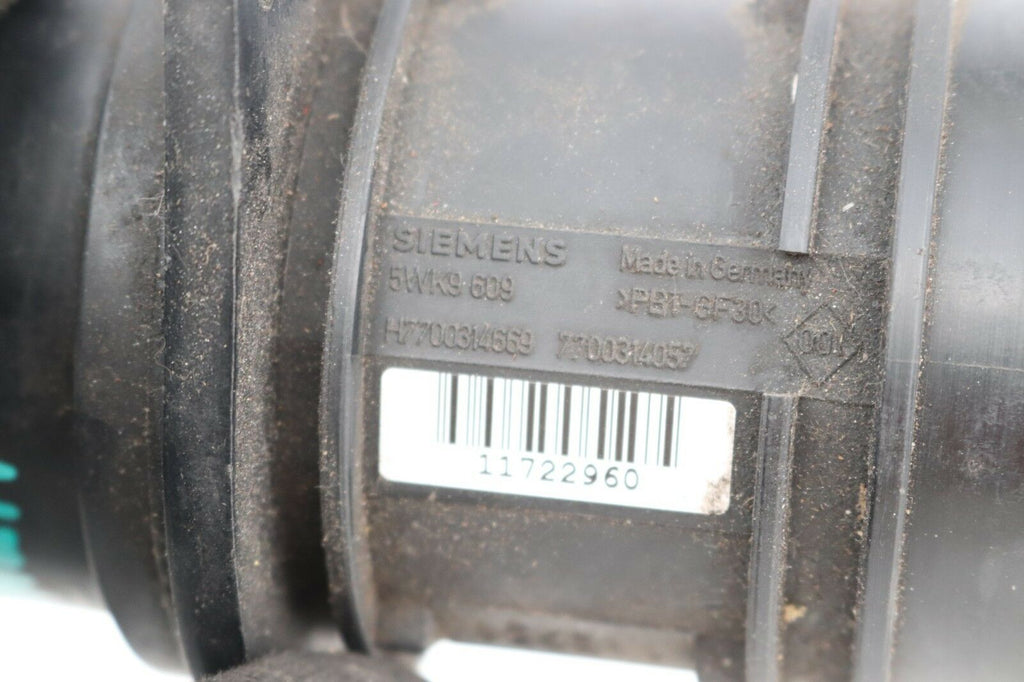 SIEMENS
5WK9 609
H7700314669 7700314057
Made in Germany
>PBT-GF30<
11722960